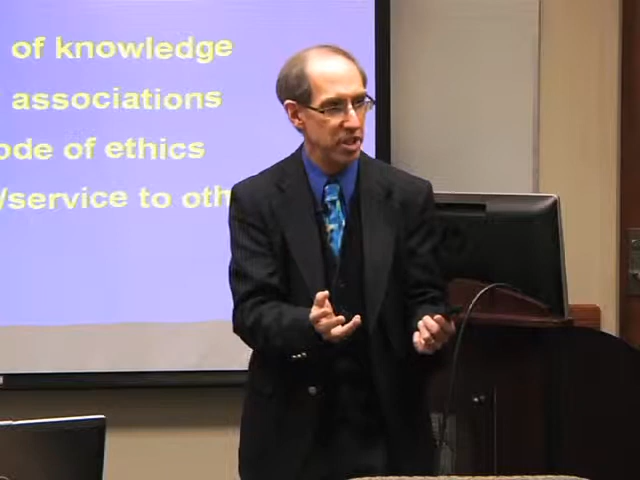 of knowledge
associations
ode of ethics
/service to oth